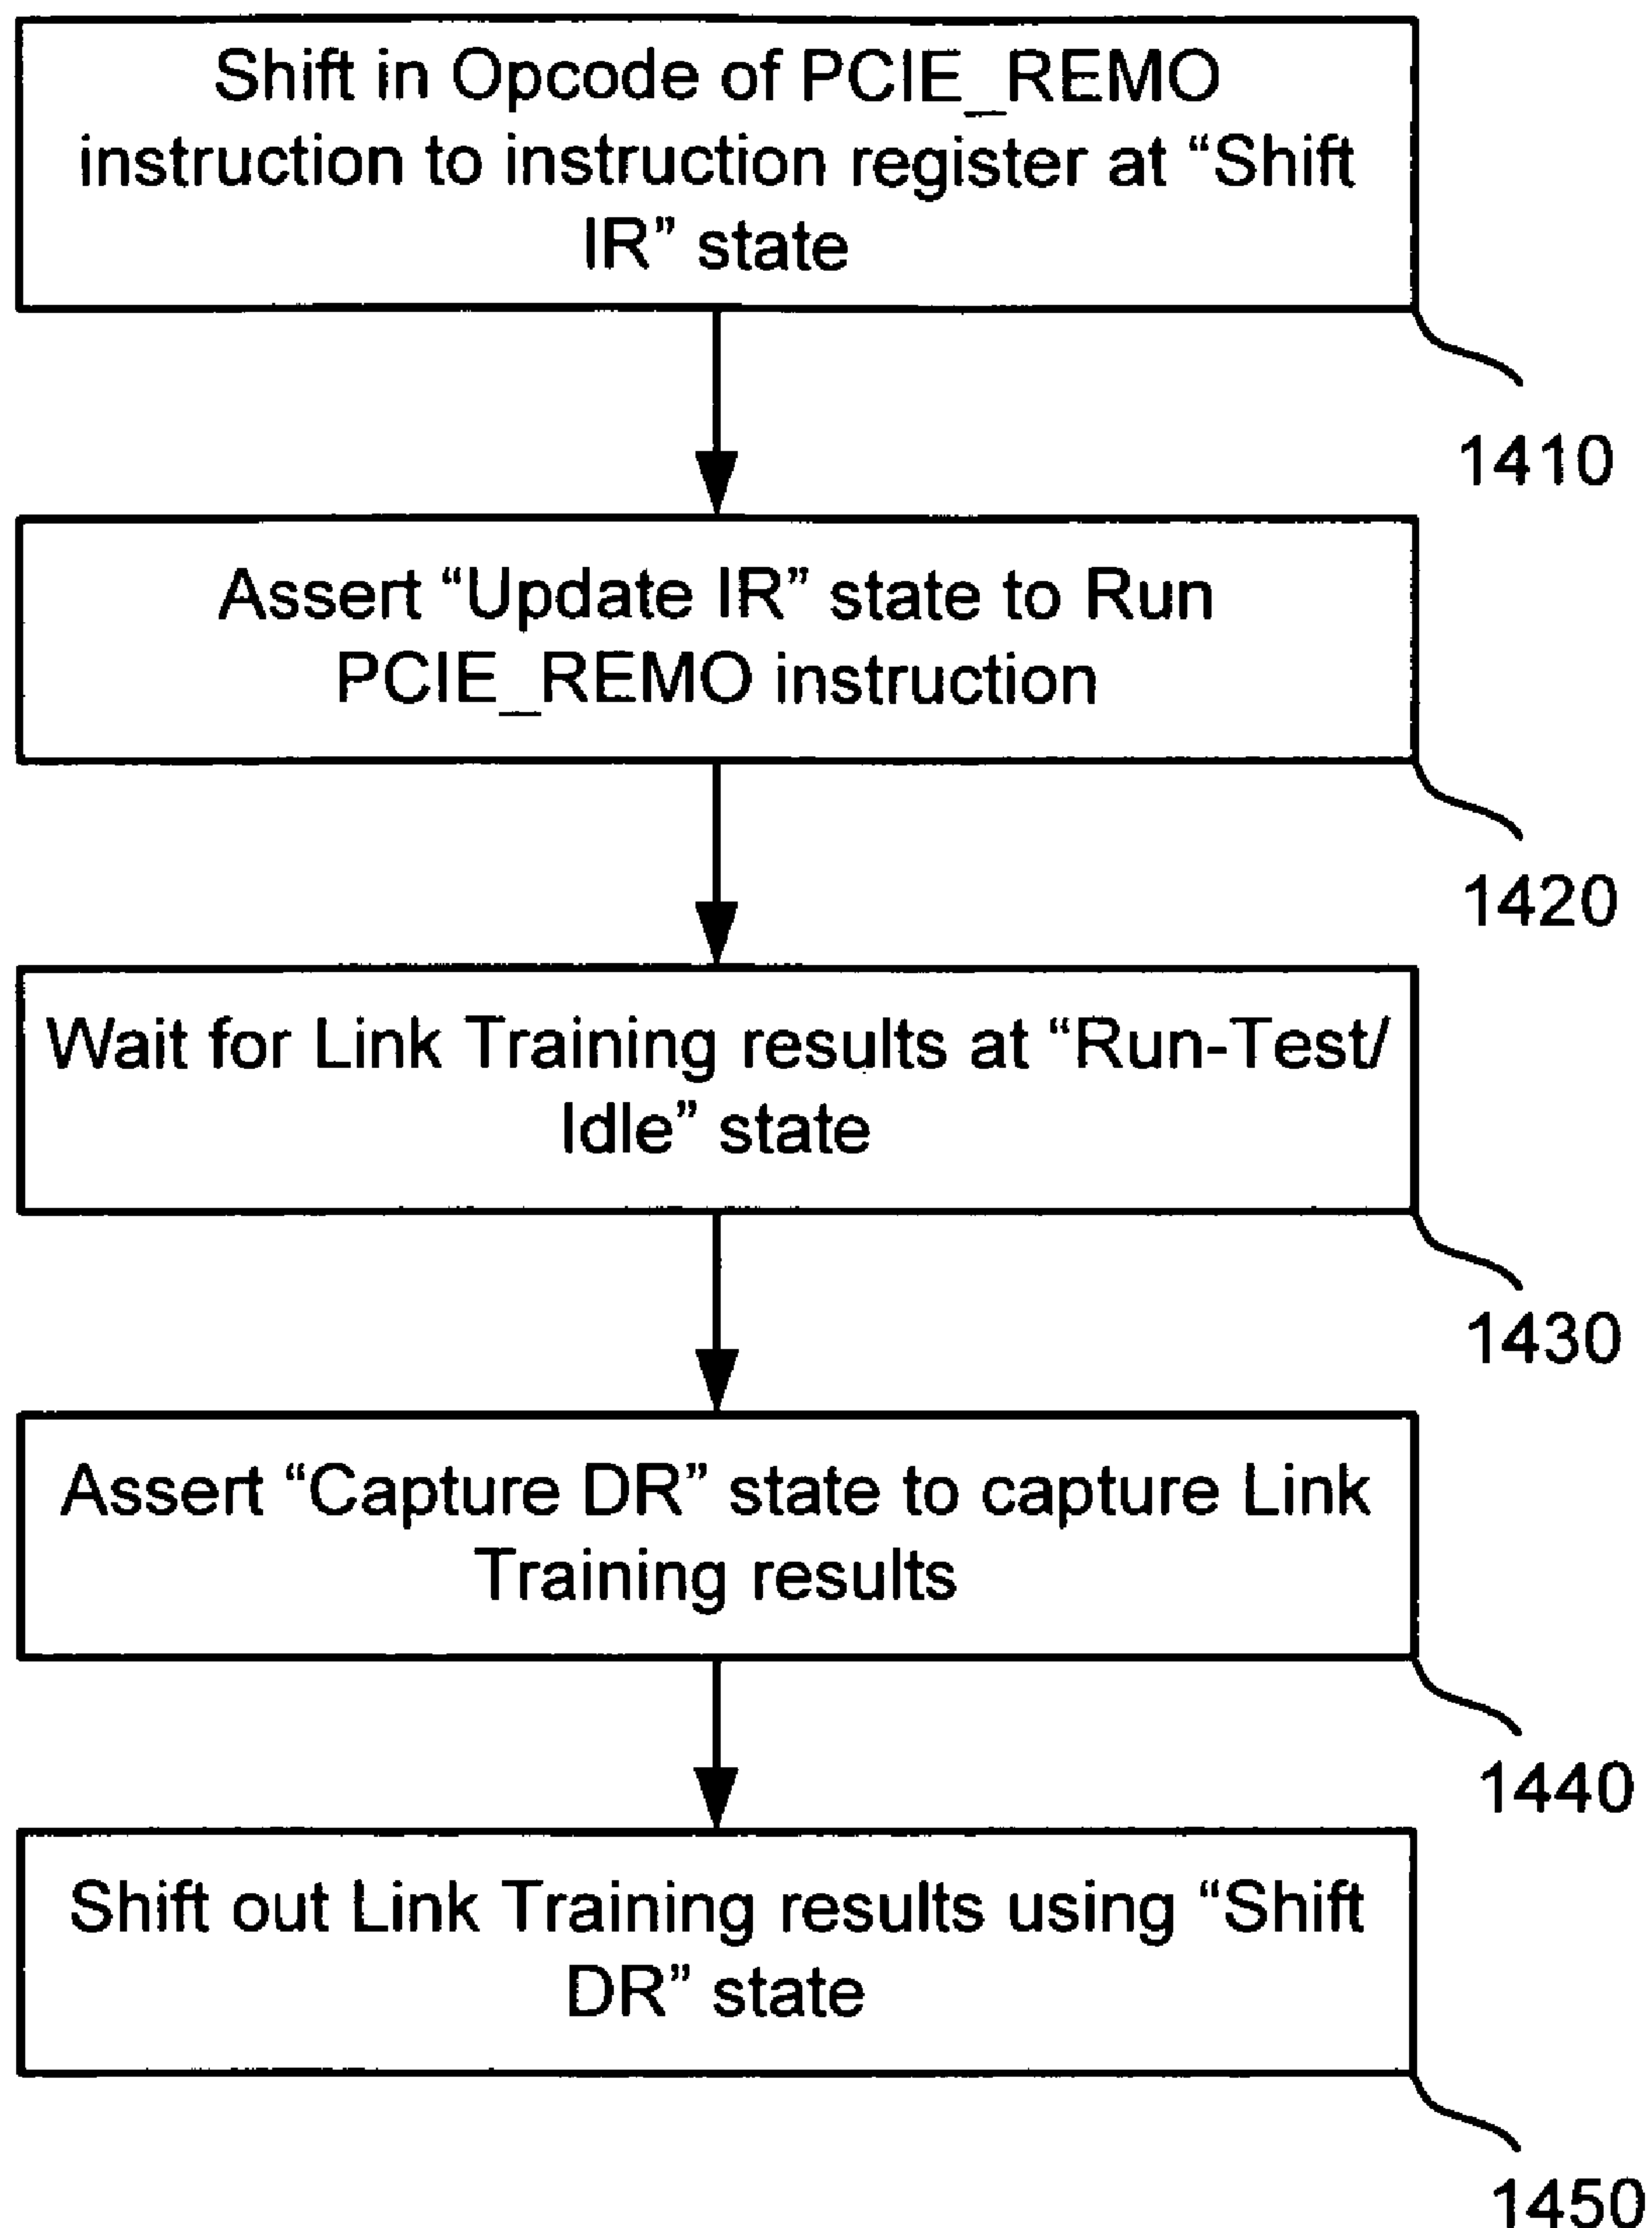 Shift in Opcode of PCIE_REMO
instruction to instruction register at “Shift
IR” state
1410
Assert “Update IR” state to Run
PCIE_REMO instruction
1420
Wait for Link Training results at “Run-Test/
Idle” state
1430
Assert “Capture DR” state to capture Link
Training results
1440
Shift out Link Training results using “Shift
DR” state
1450